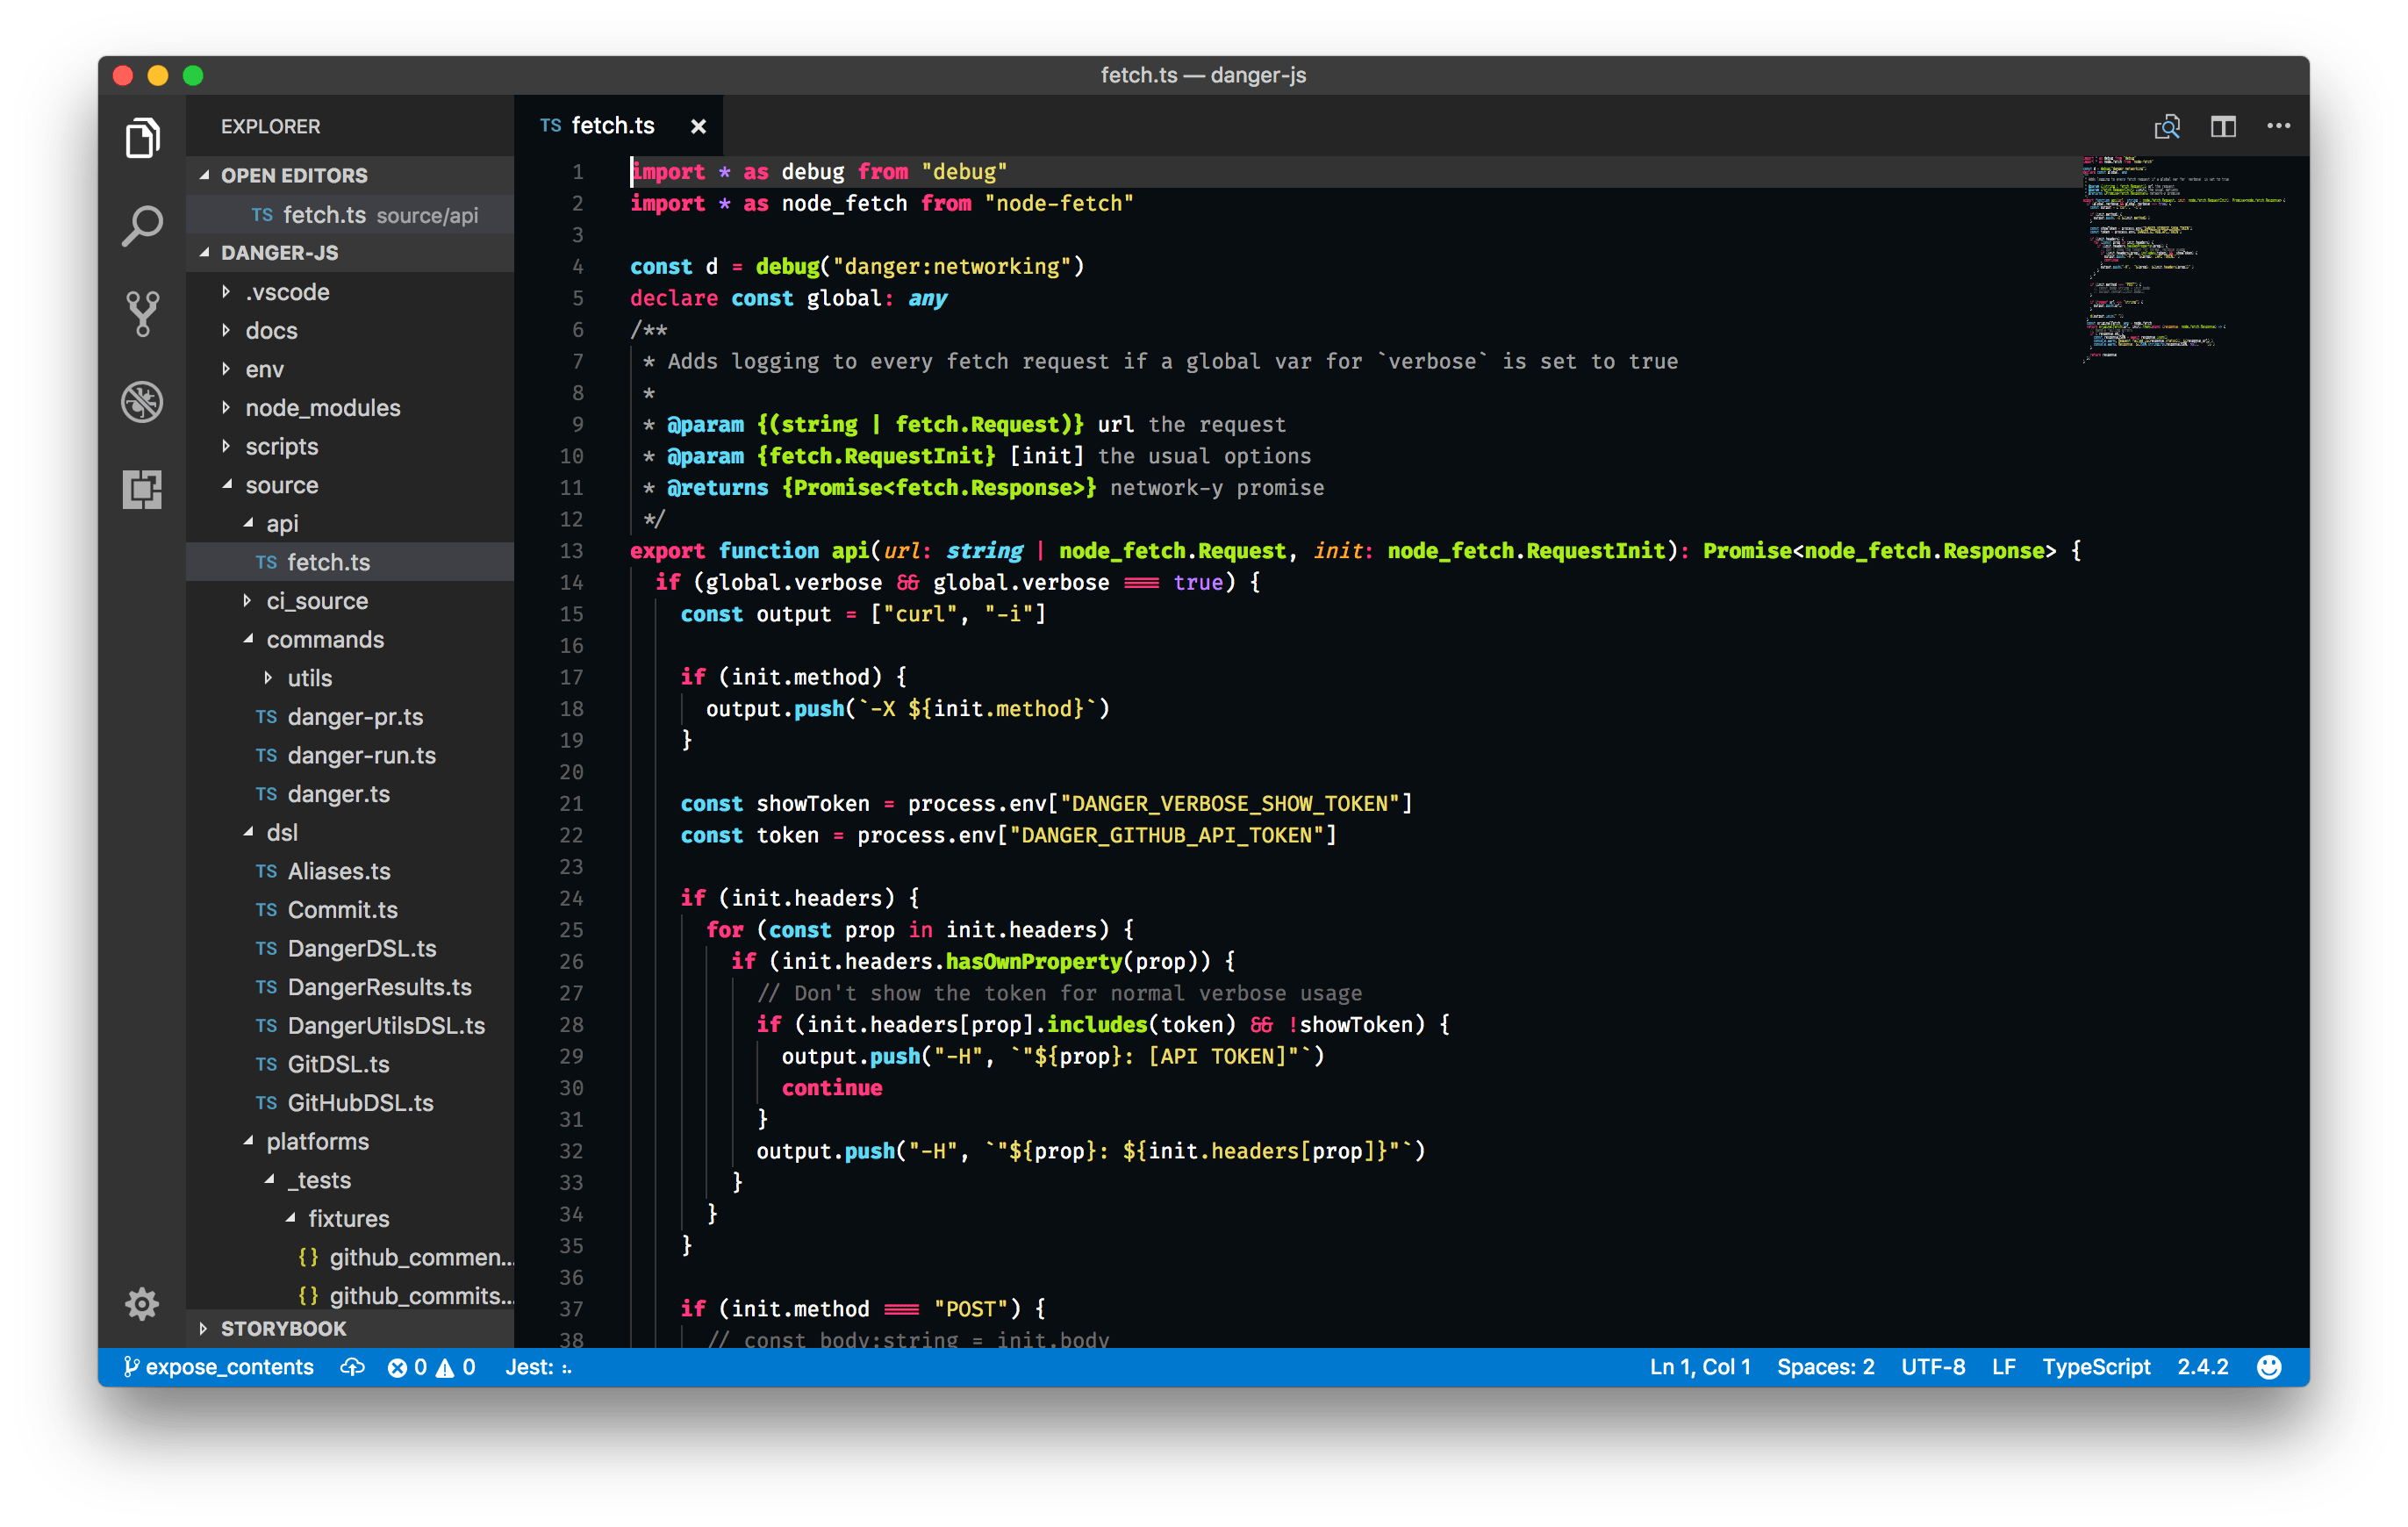 fetch.ts — danger-js
EXPLORER
OPEN EDITORS
TS fetch.ts source/api
DANGER-JS
.vscode
docs
env
node_modules
scripts
source
api
TS fetch.ts
ci_source
commands
utils
TS danger-pr.ts
TS danger-run.ts
TS danger.ts
dsl
TS Aliases.ts
TS Commit.ts
TS DangerDSL.ts
TS DangerResults.ts
TS DangerUtilsDSL.ts
TS GitDSL.ts
TS GitHubDSL.ts
platforms
_tests
fixtures
{} github_commen...
{} github_commits...
STORYBOOK
TS fetch.ts
1 import * as debug from "debug"
2 import * as node_fetch from "node-fetch"
3
4 const d = debug("danger:networking")
5 declare const global: any
6 /**
7 * Adds logging to every fetch request if a global var for `verbose` is set to true
8 *
9 * @param {(string | fetch.Request)} url the request
10 * @param {fetch.RequestInit} [init] the usual options
11 * @returns {Promise<fetch.Response>} network-y promise
12 */
13 export function api(url: string | node_fetch.Request, init: node_fetch.RequestInit): Promise<node_fetch.Response> {
14 if (global.verbose && global.verbose === true) {
15 const output = ["curl", "-i"]
16
17 if (init.method) {
18 output.push(`-X ${init.method}`)
19 }
20
21 const showToken = process.env["DANGER_VERBOSE_SHOW_TOKEN"]
22 const token = process.env["DANGER_GITHUB_API_TOKEN"]
23
24 if (init.headers) {
25 for (const prop in init.headers) {
26 if (init.headers.hasOwnProperty(prop)) {
27 // Don't show the token for normal verbose usage
28 if (init.headers[prop].includes(token) && !showToken) {
29 output.push("-H", `"${prop}: [API TOKEN]"`)
30 continue
31 }
32 output.push("-H", `"${prop}: ${init.headers[prop]}"`)
33 }
34 }
35 }
36
37 if (init.method === "POST") {
38 // const body:string = init.body
expose_contents 0 0 Jest: :. Ln 1, Col 1 Spaces: 2 UTF-8 LF TypeScript 2.4.2